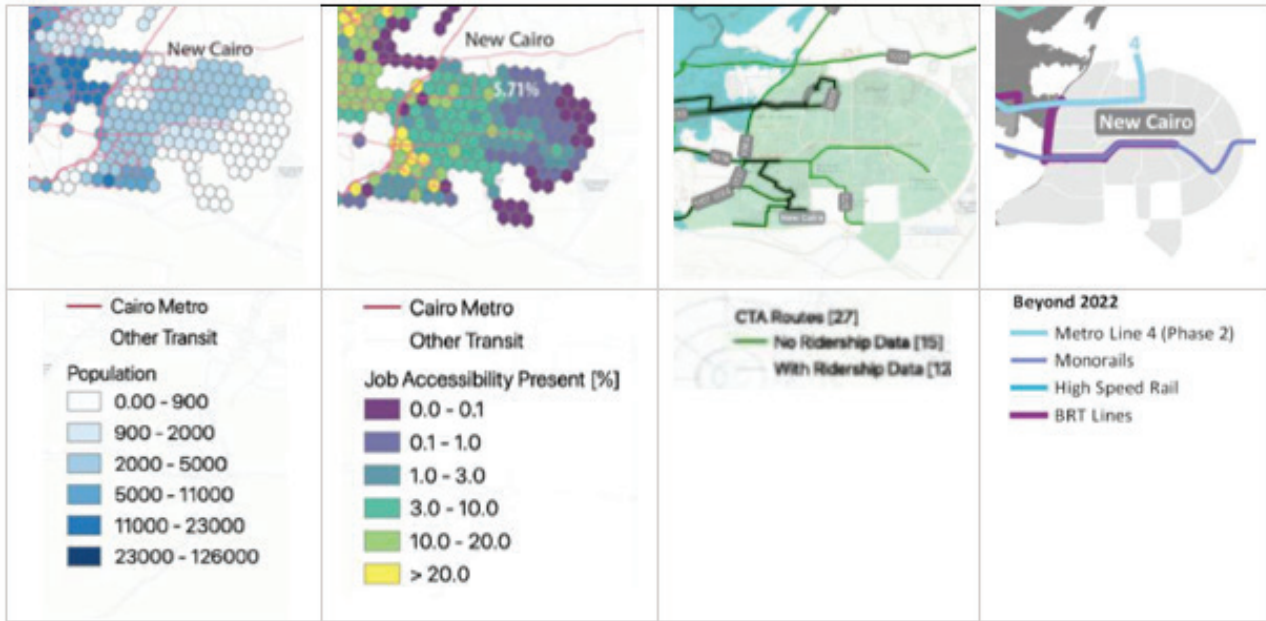 New Cairo
New Cairo
5.71%
New Cairo
4
New Cairo
Cairo Metro
Other Transit
Population
0.00 - 900
900 - 2000
2000 - 5000
5000 - 11000
11000 - 23000
23000 - 126000
Cairo Metro
Other Transit
Job Accessibility Present [%]
0.0 - 0.1
0.1 - 1.0
1.0 - 3.0
3.0 - 10.0
10.0 - 20.0
> 20.0
CTA Routes [27]
No Ridership Data [15]
With Ridership Data [12
Beyond 2022
Metro Line 4 (Phase 2)
Monorails
High Speed Rail
BRT Lines